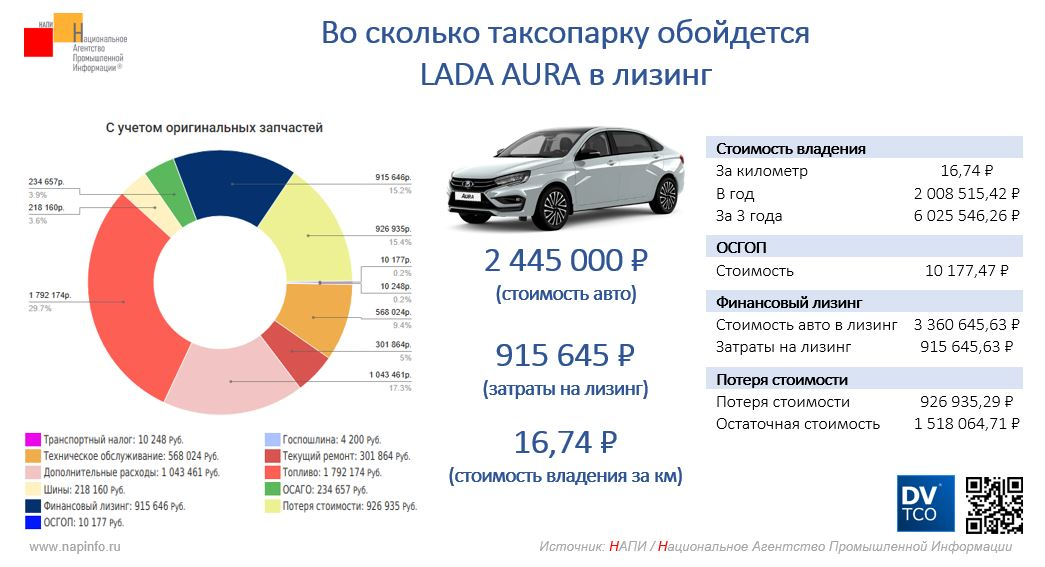 НАПИ
Национальное
Агентство
Промышленной
Информации®
Во сколько таксопарку обойдется
LADA AURA в лизинг
С учетом оригинальных запчастей
234 657р.
3.9%
218 160р.
3.6%
1 792 174р.
29.7%
915 646р.
15.2%
926 935р.
15.4%
10 177р.
0.2%
10 248р.
0.2%
568 024р.
9.4%
301 864р.
5%
1 043 461р.
17.3%
Транспортный налог: 10 248 Руб.
Техническое обслуживание: 568 024 Руб.
Дополнительные расходы: 1 043 461 Руб.
Шины: 218 160 Руб.
Финансовый лизинг: 915 646 Руб.
ОСГОП: 10 177 Руб.
Госпошлина: 4 200 Руб.
Текущий ремонт: 301 864 Руб.
Топливо: 1 792 174 Руб.
ОСАГО: 234 657 Руб.
Потеря стоимости: 926 935 Руб.
AURA
2 445 000 ₽
(стоимость авто)
915 645 ₽
(затраты на лизинг)
16,74 ₽
(стоимость владения за км)
Стоимость владения
За километр 16,74 ₽
В год 2 008 515,42 ₽
За 3 года 6 025 546,26 ₽
ОСГОП
Стоимость 10 177,47 ₽
Финансовый лизинг
Стоимость авто в лизинг 3 360 645,63 ₽
Затраты на лизинг 915 645,63 ₽
Потеря стоимости
Потеря стоимости 926 935,29 ₽
Остаточная стоимость 1 518 064,71 ₽
DV
TCO
www.napinfo.ru
Источник: НАПИ / Национальное Агентство Промышленной Информации